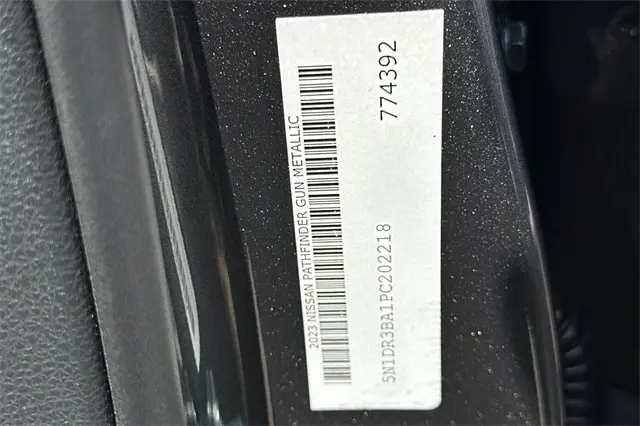 2023 NISSAN PATHFINDER GUN METALLIC
5N1DR3BA1PC202218
774392